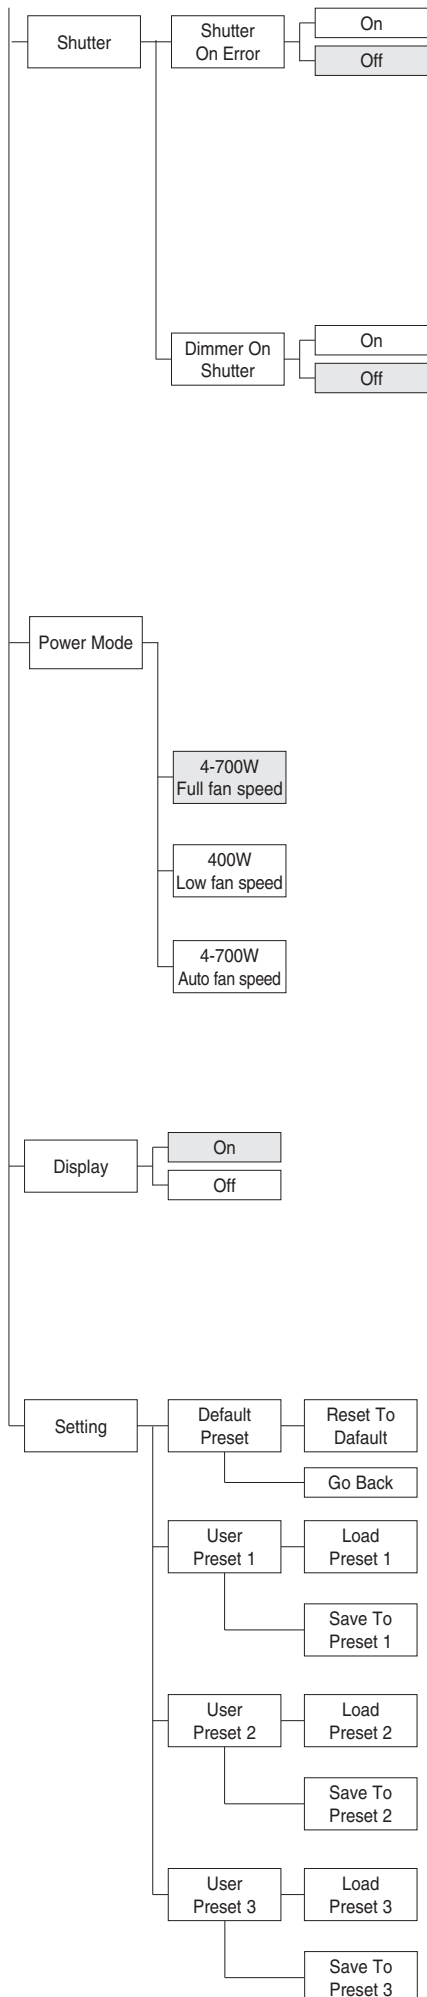 Shutter
Shutter
On Error
On
Off
Dimmer On
Shutter
On
Off
Power Mode
4-700W
Full fan speed
400W
Low fan speed
4-700W
Auto fan speed
Display
On
Off
Setting
Default
Preset
Reset To
Dafault
Go Back
User
Preset 1
Load
Preset 1
Save To
Preset 1
User
Preset 2
Load
Preset 2
Save To
Preset 2
User
Preset 3
Load
Preset 3
Save To
Preset 3